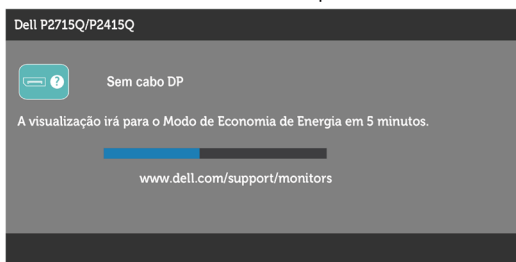 Dell P2715Q/P2415Q
Sem cabo DP
A visualização irá para o Modo de Economia de Energia em 5 minutos.
www.dell.com/support/monitors